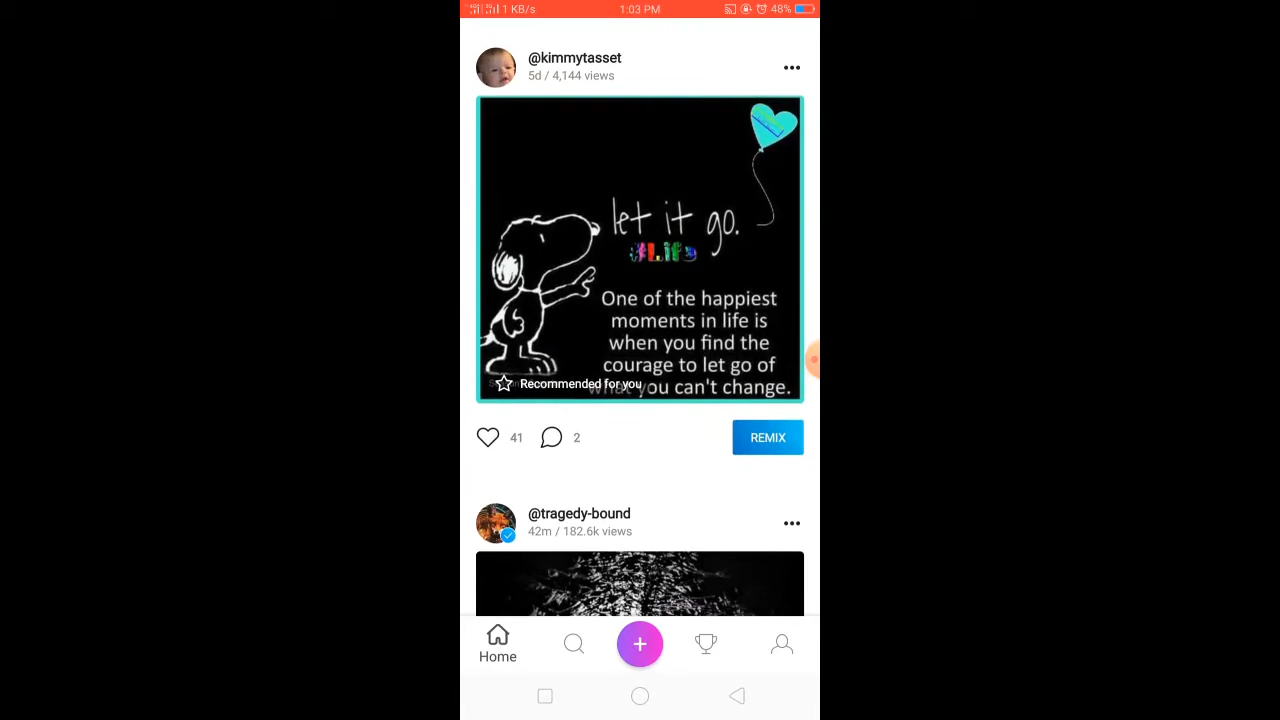 1 KB/s 1:03 PM 48%
@kimmytasset
5d / 4,144 views
let it go.
#Life
One of the happiest
moments in life is
when you find the
courage to let go of
what you can't change.
Recommended for you
41 2 REMIX
@tragedy-bound
42m / 182.6k views
Home